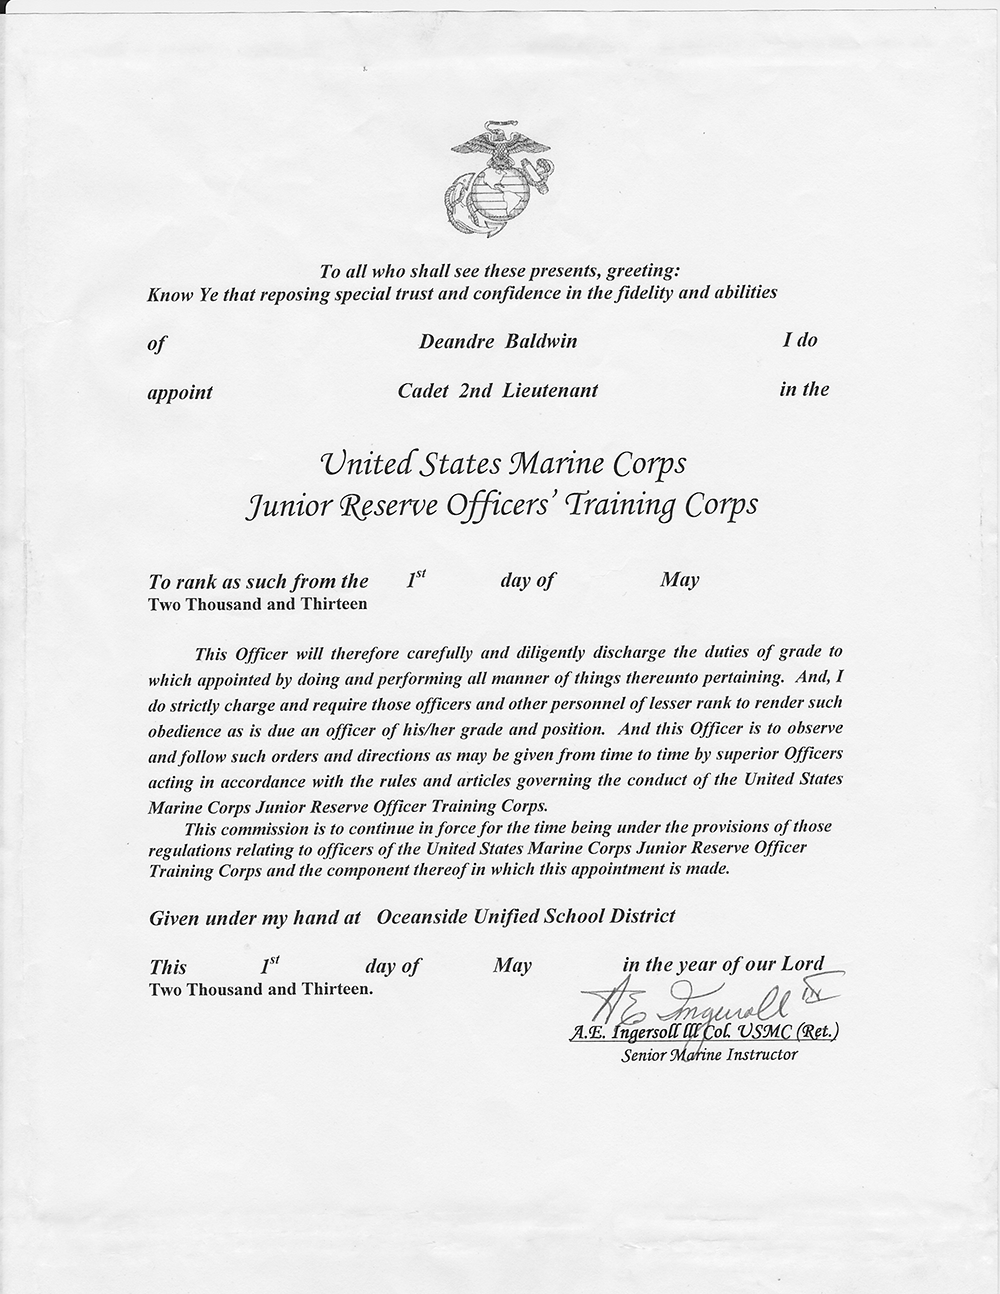 To all who shall see these presents, greeting:
Know Ye that reposing special trust and confidence in the fidelity and abilities
of Deandre Baldwin I do
appoint Cadet 2nd Lieutenant in the
United States Marine Corps
Junior Reserve Officers' Training Corps
To rank as such from the 1st day of May
Two Thousand and Thirteen
This Officer will therefore carefully and diligently discharge the duties of grade to
which appointed by doing and performing all manner of things thereunto pertaining. And, I
do strictly charge and require those officers and other personnel of lesser rank to render such
obedience as is due an officer of his/her grade and position. And this Officer is to observe
and follow such orders and directions as may be given from time to time by superior Officers
acting in accordance with the rules and articles governing the conduct of the United States
Marine Corps Junior Reserve Officer Training Corps.
This commission is to continue in force for the time being under the provisions of those
regulations relating to officers of the United States Marine Corps Junior Reserve Officer
Training Corps and the component thereof in which this appointment is made.
Given under my hand at Oceanside Unified School District
This 1st day of May in the year of our Lord
Two Thousand and Thirteen.
AE Ingersoll III
A.E. Ingersoll lll Col. USMC (Ret.)
Senior Marine Instructor